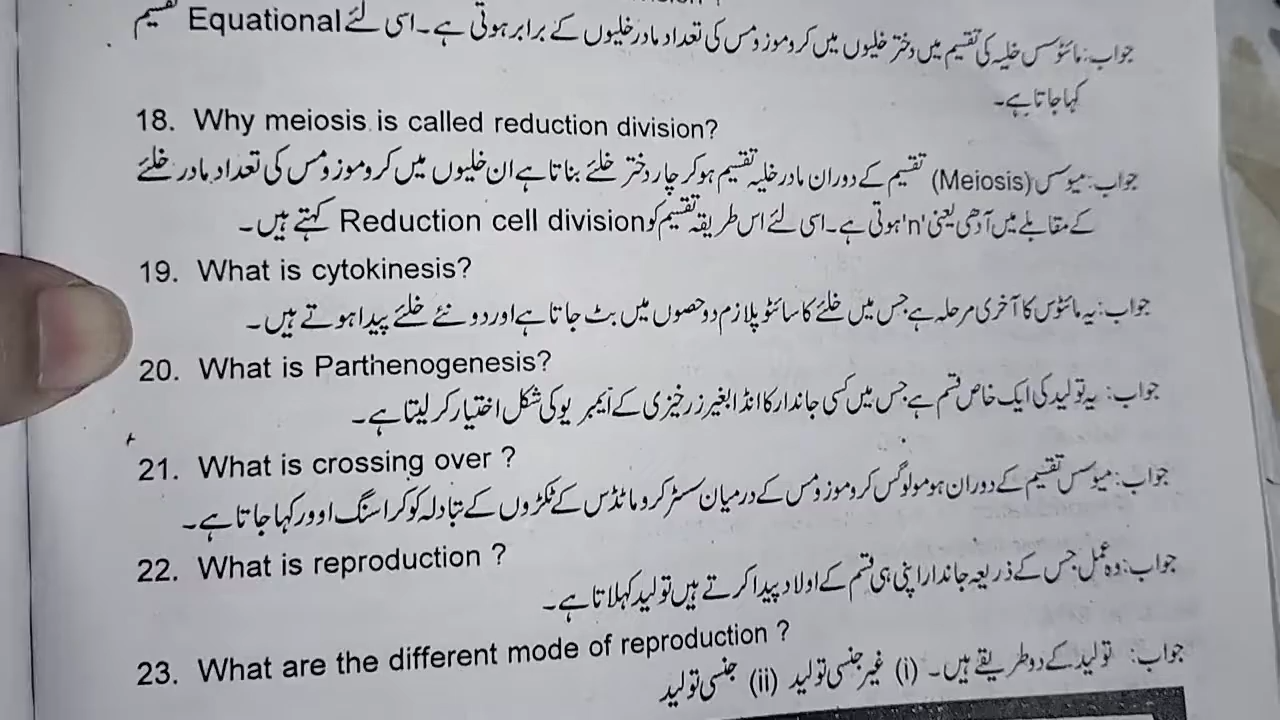 جواب: مائٹوسس خلیہ کی تقسیم میں دختر خلیوں میں کروموزومس کی تعداد مادر خلیوں کے برابر ہوتی ہے۔ اسی لئے Equational تقسیم
کہا جاتا ہے۔
18. Why meiosis is called reduction division?
جواب: میوسس (Meiosis) تقسیم کے دوران مادر خلیہ تقسیم ہو کر چار دختر خلئے بناتا ہے ان خلیوں میں کروموزومس کی تعداد مادر خلئے
کے مقابلے میں آدھی یعنی 'n' ہوتی ہے۔ اسی لئے اس طریقہ تقسیم کو Reduction cell division کہتے ہیں۔
19. What is cytokinesis?
جواب: یہ مائٹوس کا آخری مرحلہ ہے جس میں خلئے کا سائٹوپلازم دو حصوں میں بٹ جاتا ہے اور دو نئے خلئے پیدا ہوتے ہیں۔
20. What is Parthenogenesis?
جواب: یہ تولید کی ایک خاص قسم ہے جس میں کسی جاندار کا انڈا بغیر زرخیزی کے ایمبریو کی شکل اختیار کر لیتا ہے۔
21. What is crossing over ?
جواب: میوسس تقسیم کے دوران ہومولوگس کروموزومس کے درمیان سسٹر کروماٹڈس کے ٹکڑوں کے تبادلہ کو کراسنگ اوور کہا جاتا ہے۔
22. What is reproduction ?
جواب: وہ عمل جس کے ذریعہ جاندار اپنی ہی قسم کے اولاد پیدا کرتے ہیں تولید کہلاتا ہے۔
23. What are the different mode of reproduction ?
جواب: تولید کے دو طریقے ہیں۔ (i) غیر جنسی تولید (ii) جنسی تولید